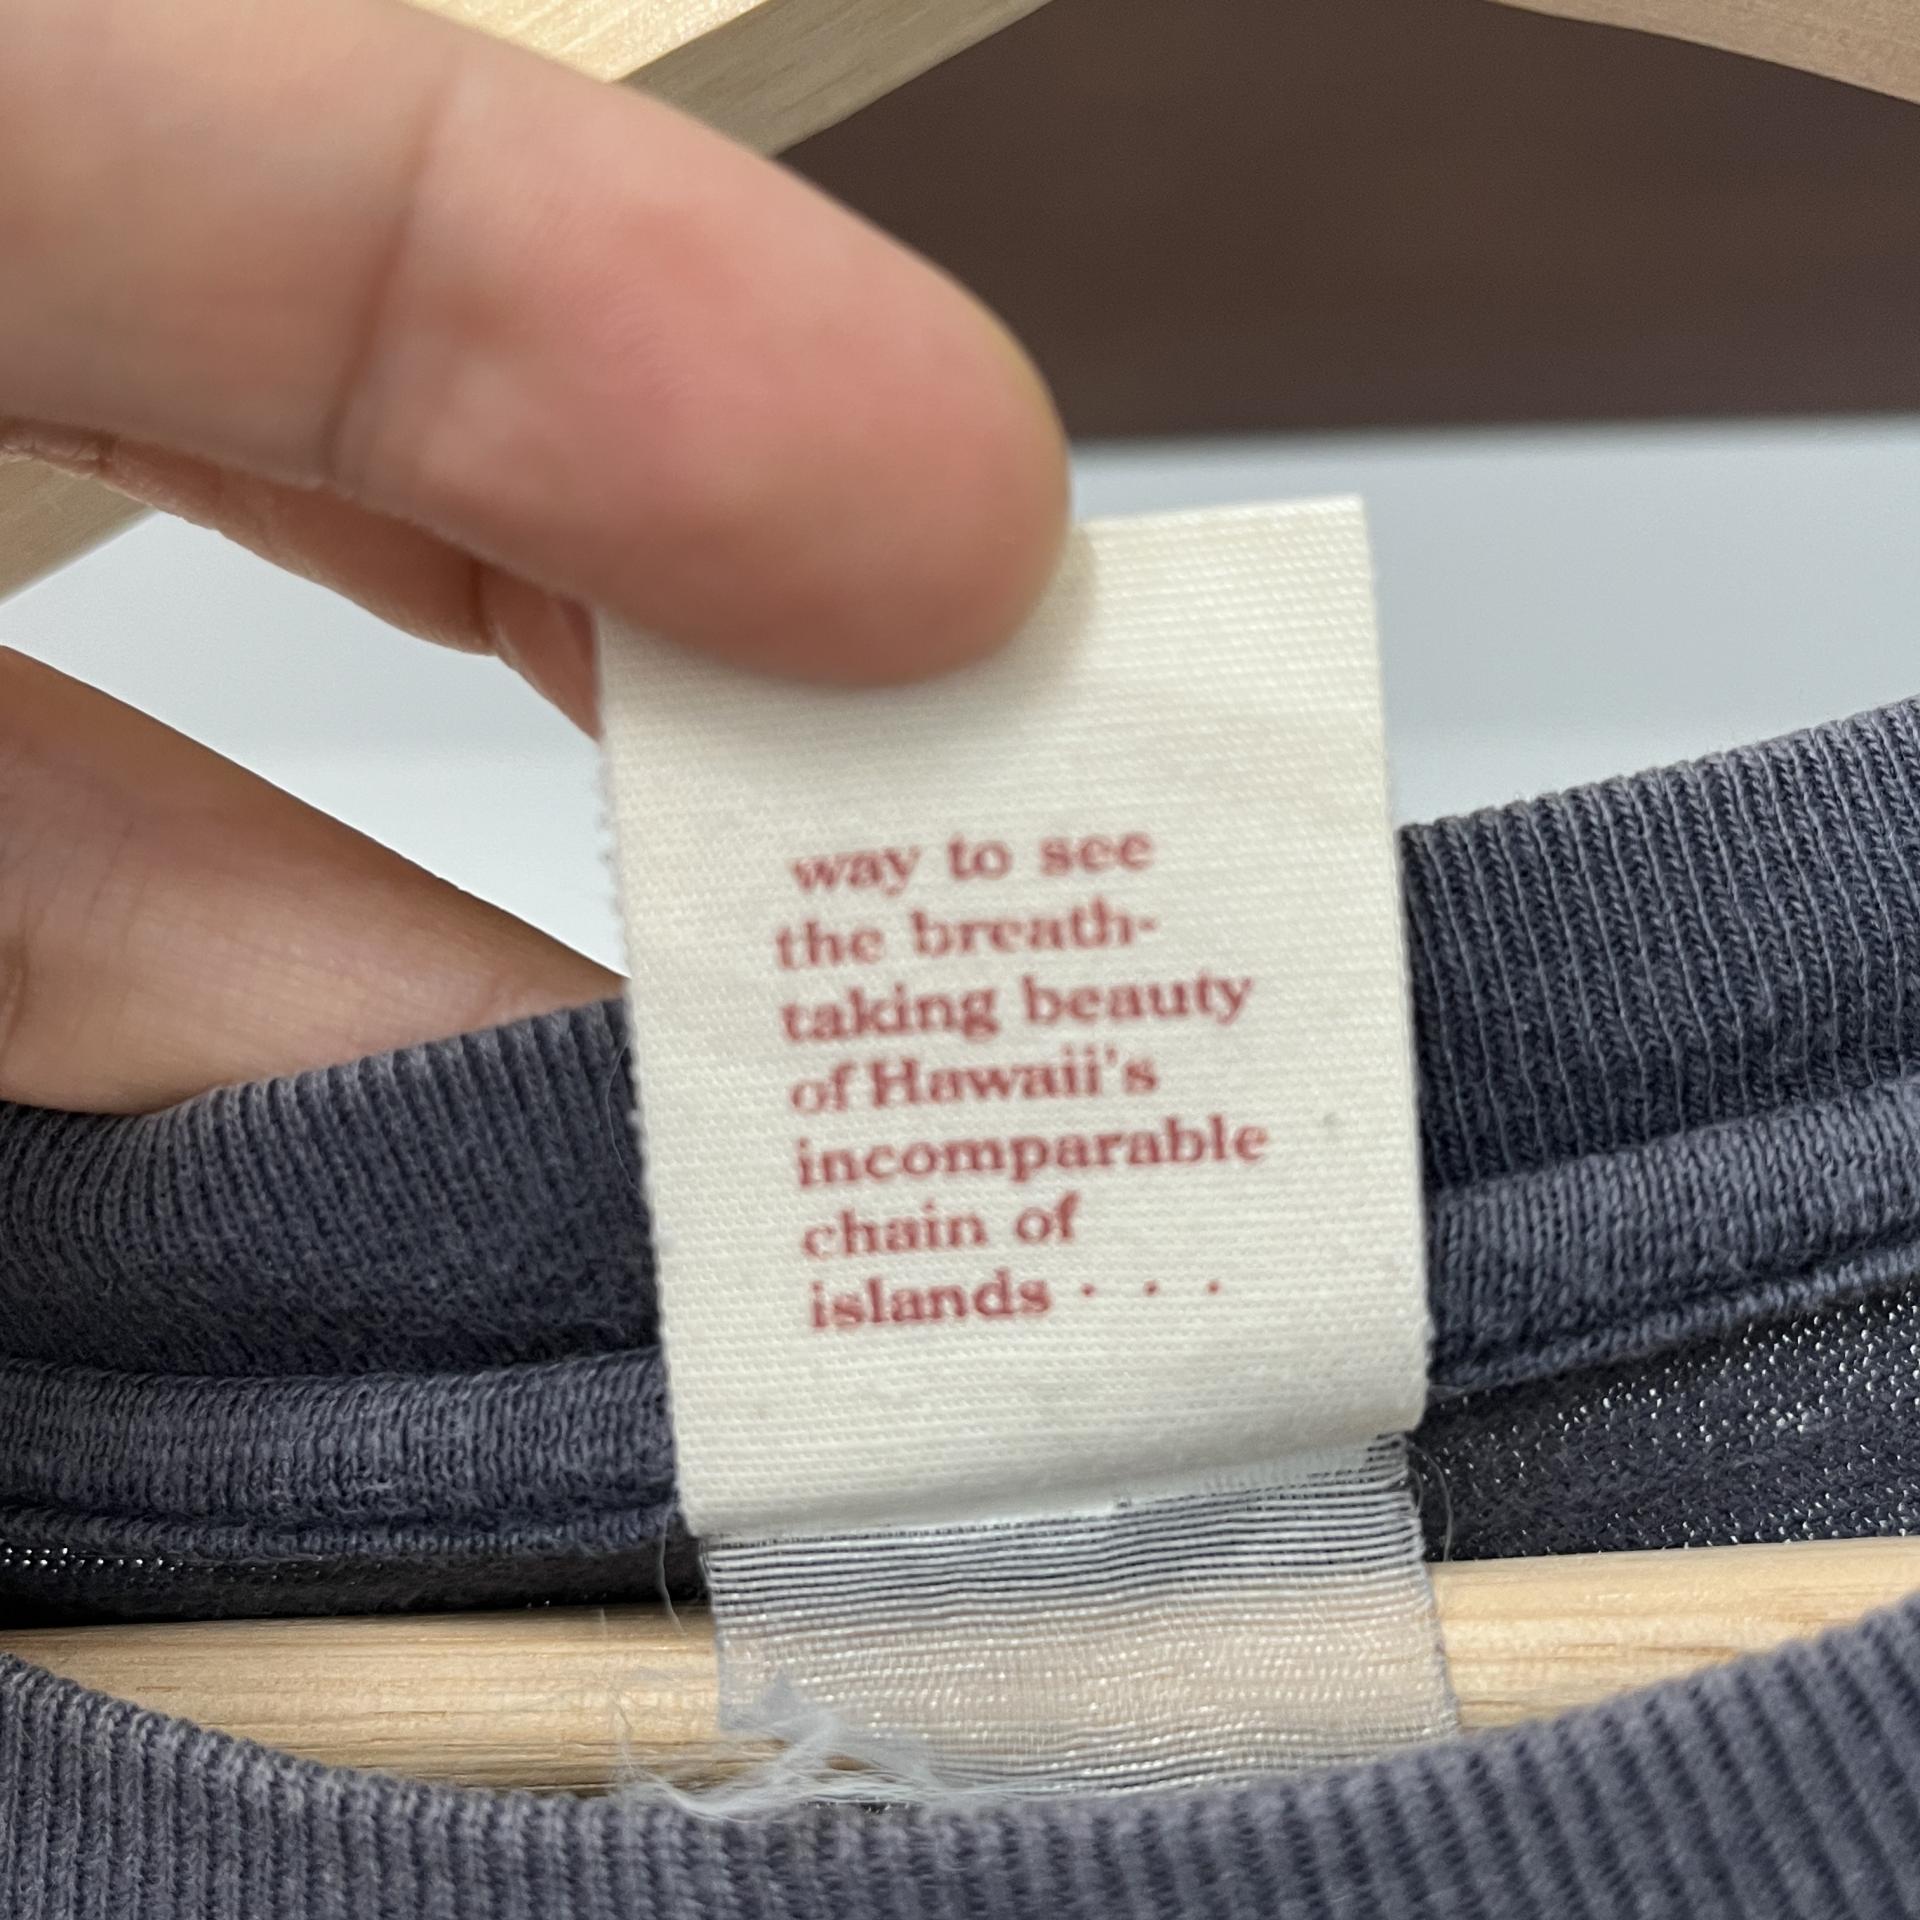 way to see
the breath-
taking beauty
of Hawaii's
incomparable
chain of
islands · · ·